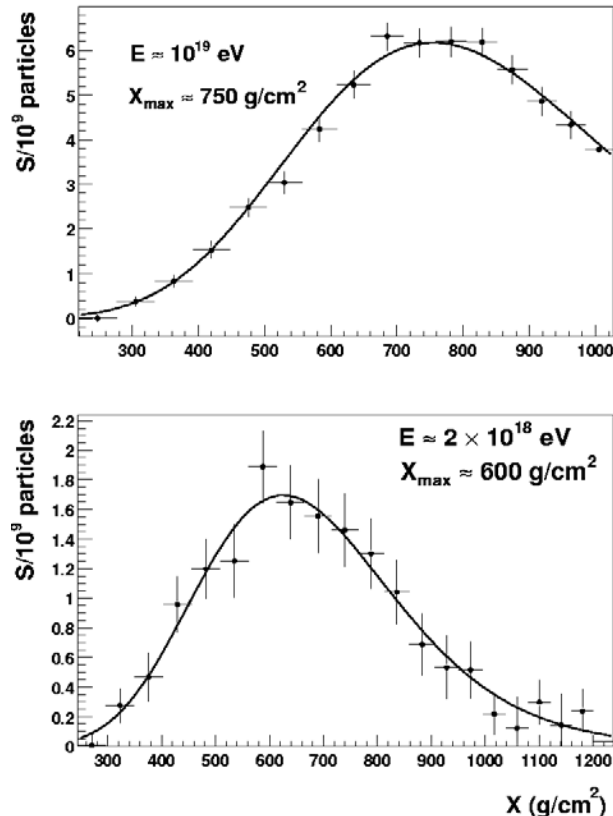 S/10⁹ particles
E ≈ 10¹⁹ eV
Xmax ≈ 750 g/cm²
6
5
4
3
2
1
0
300 400 500 600 700 800 900 1000
S/10⁹ particles
E ≈ 2 × 10¹⁸ eV
Xmax ≈ 600 g/cm²
2.2
2
1.8
1.6
1.4
1.2
1
0.8
0.6
0.4
0.2
0
300 400 500 600 700 800 900 1000 1100 1200
X (g/cm²)